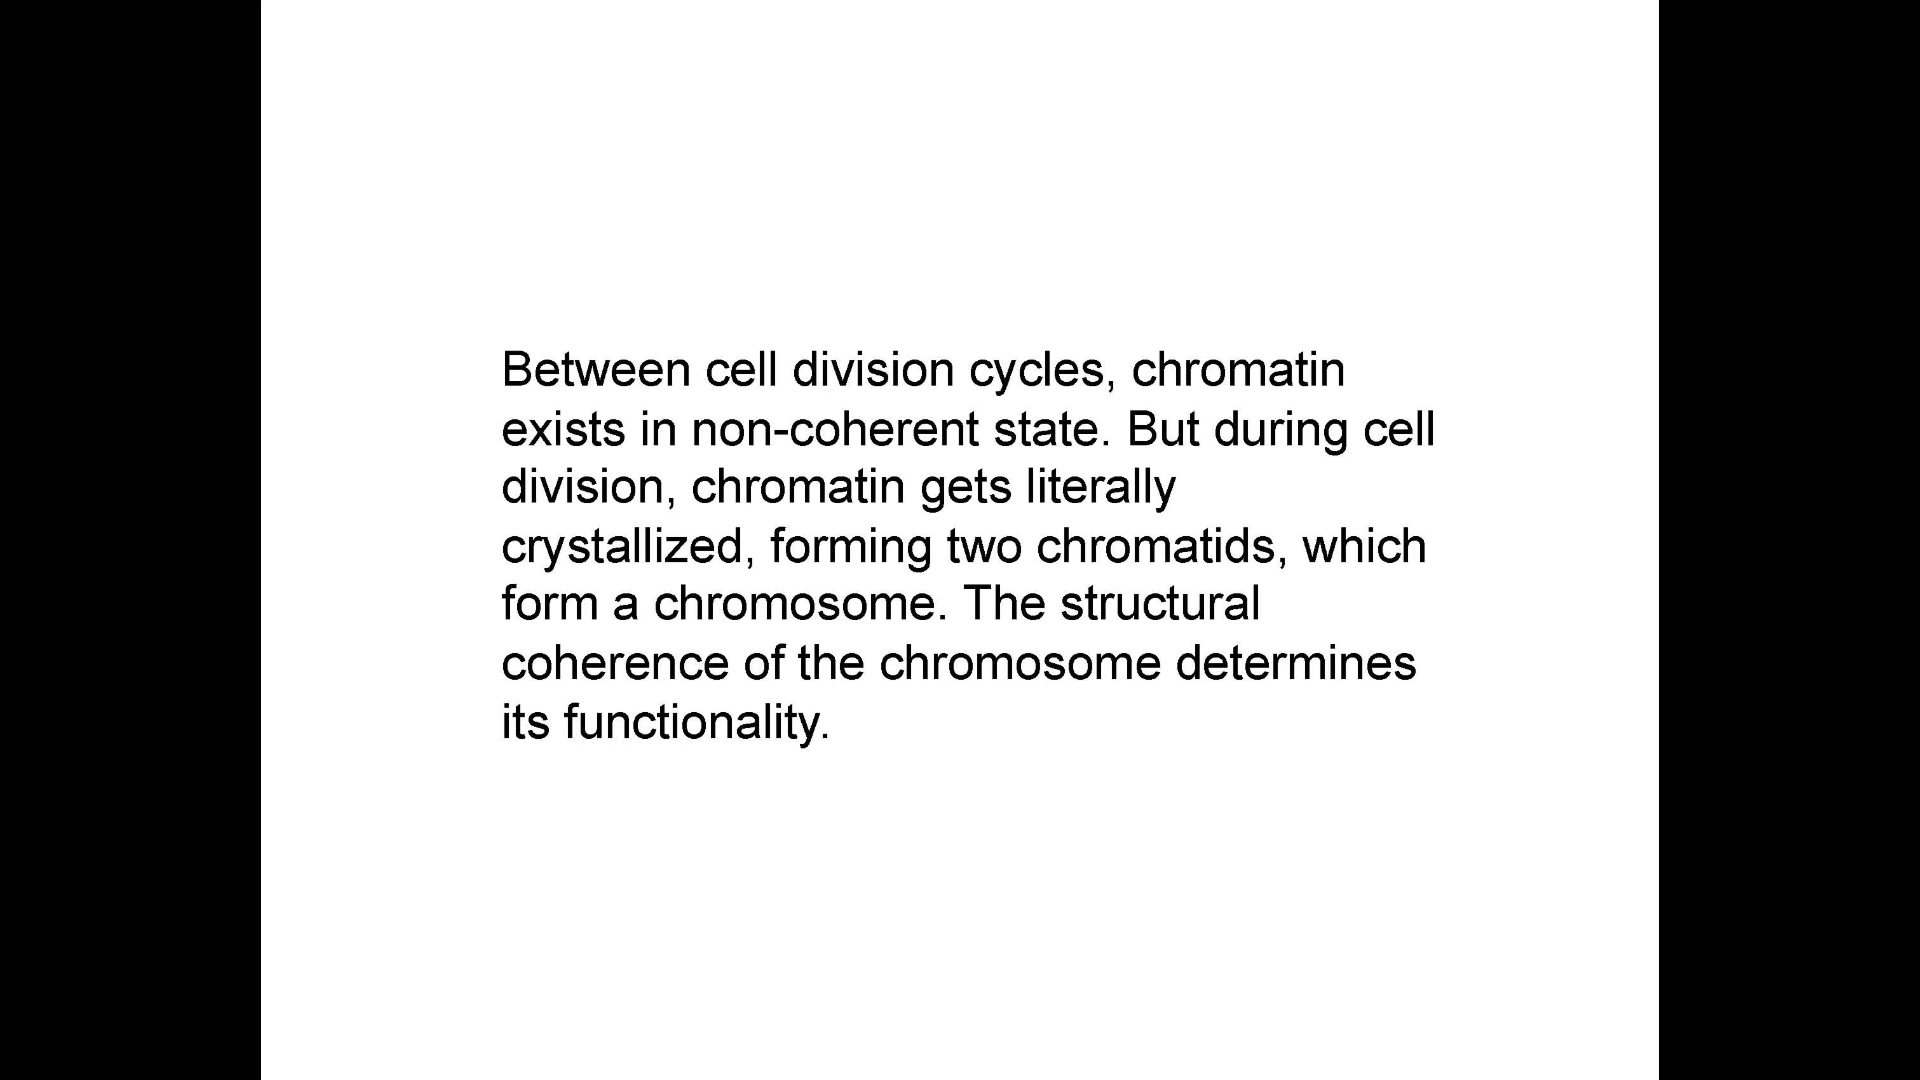 Between cell division cycles, chromatin
exists in non-coherent state. But during cell
division, chromatin gets literally
crystallized, forming two chromatids, which
form a chromosome. The structural
coherence of the chromosome determines
its functionality.